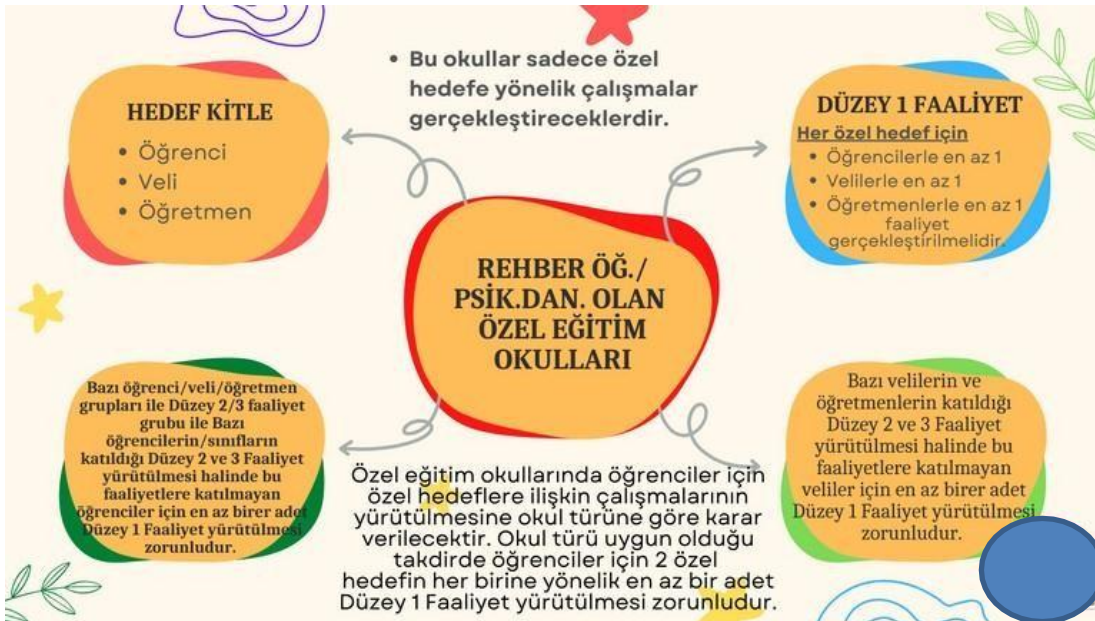 Bu okullar sadece özel
hedefe yönelik çalışmalar
gerçekleştireceklerdir.
HEDEF KİTLE
Öğrenci
Veli
Öğretmen
DÜZEY 1 FAALİYET
Her özel hedef için
Öğrencilerle en az 1
Velilerle en az 1
Öğretmenlerle en az 1
faaliyet
gerçekleştirilmelidir.
REHBER ÖĞ./
PSİK.DAN. OLAN
ÖZEL EĞİTİM
OKULLARI
Bazı öğrenci/veli/öğretmen
grupları ile Düzey 2/3 faaliyet
grubu ile Bazı
öğrencilerin/sınıfların
katıldığı Düzey 2 ve 3 Faaliyet
yürütülmesi halinde bu
faaliyetlere katılmayan
öğrenciler için en az birer adet
Düzey 1 Faaliyet yürütülmesi
zorunludur.
Özel eğitim okullarında öğrenciler için
özel hedeflere ilişkin çalışmalarının
yürütülmesine okul türüne göre karar
verilecektir. Okul türü uygun olduğu
takdirde öğrenciler için 2 özel
hedefin her birine yönelik en az bir adet
Düzey 1 Faaliyet yürütülmesi zorunludur.
Bazı velilerin ve
öğretmenlerin katıldığı
Düzey 2 ve 3 Faaliyet
yürütülmesi halinde bu
faaliyetlere katılmayan
veliler için en az birer adet
Düzey 1 Faaliyet yürütülmesi
zorunludur.